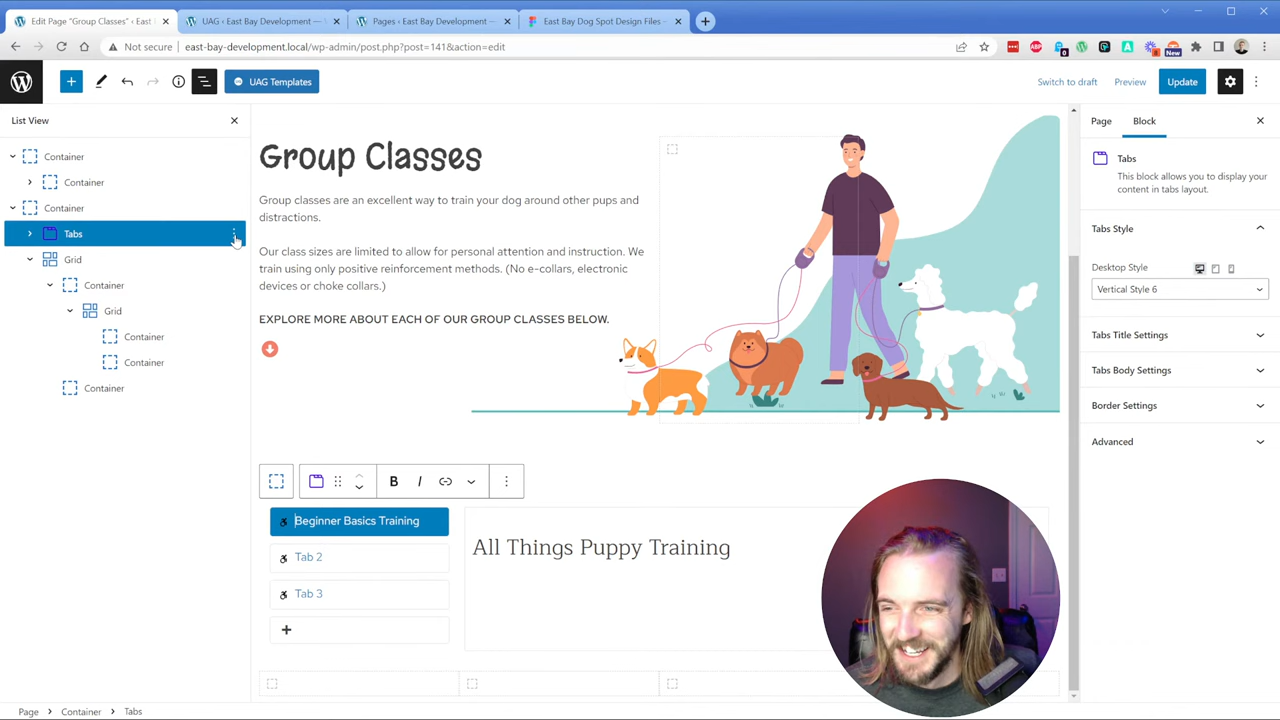 Edit Page "Group Classes" ‹ East B
UAG ‹ East Bay Development — W
Pages ‹ East Bay Development —
East Bay Dog Spot Design Files –
Not secure
east-bay-development.local/wp-admin/post.php?post=141&action=edit
New
UAG Templates
Switch to draft
Preview
Update
List View
Page
Block
Container
Container
Container
Tabs
Grid
Container
Grid
Container
Container
Container
Group Classes
Group classes are an excellent way to train your dog around other pups and
distractions.
Our class sizes are limited to allow for personal attention and instruction. We
train using only positive reinforcement methods. (No e-collars, electronic
devices or choke collars.)
EXPLORE MORE ABOUT EACH OF OUR GROUP CLASSES BELOW.
B
I
Beginner Basics Training
Tab 2
Tab 3
All Things Puppy Training
Tabs
This block allows you to display your
content in tabs layout.
Tabs Style
Desktop Style
Vertical Style 6
Tabs Title Settings
Tabs Body Settings
Border Settings
Advanced
Page
Container
Tabs